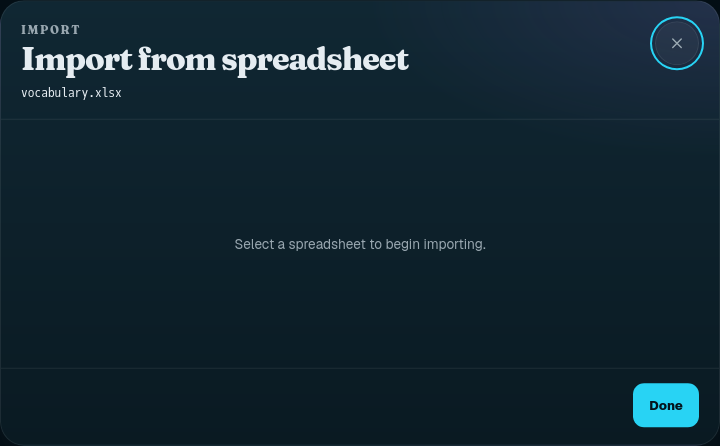 IMPORT
Import from spreadsheet
vocabulary.xlsx
Select a spreadsheet to begin importing.
Done